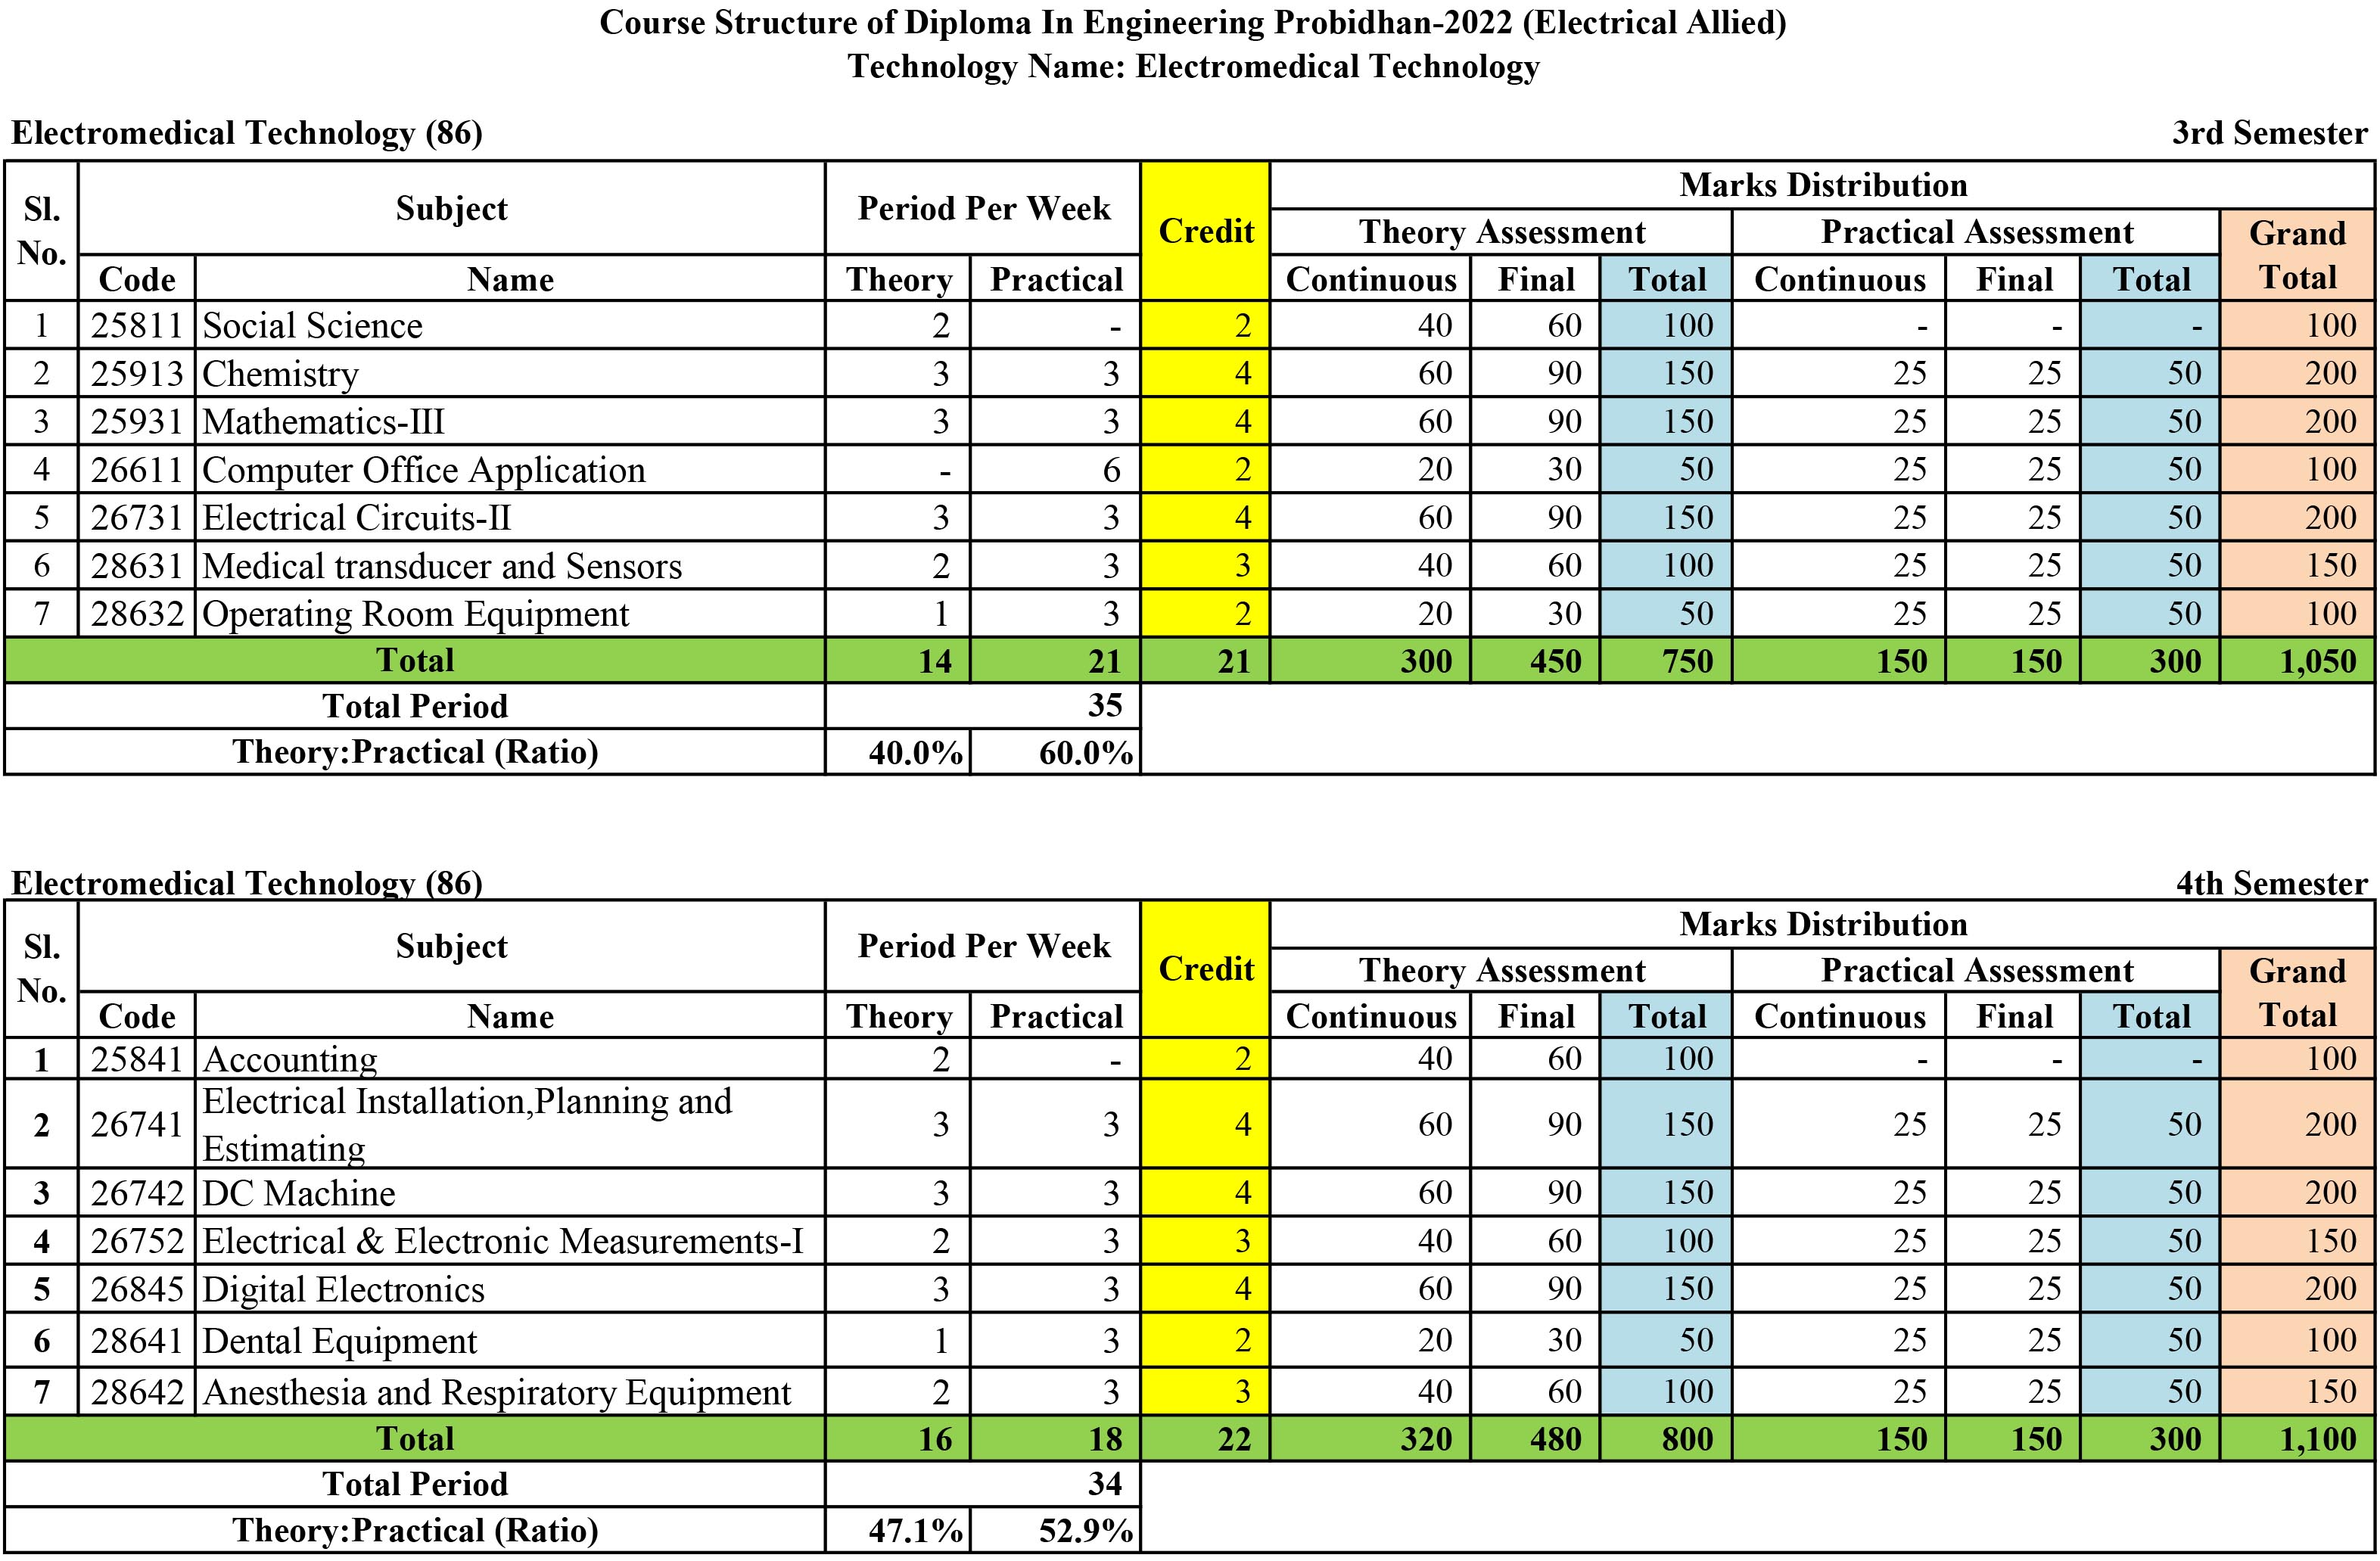 Course Structure of Diploma In Engineering Probidhan-2022 (Electrical Allied)
Technology Name: Electromedical Technology
Electromedical Technology (86) 3rd Semester
Sl. No. Subject Period Per Week Credit Marks Distribution
Theory Assessment Practical Assessment Grand Total
Code Name Theory Practical Continuous Final Total Continuous Final Total
1 25811 Social Science 2 - 2 40 60 100 - - - 100
2 25913 Chemistry 3 3 4 60 90 150 25 25 50 200
3 25931 Mathematics-III 3 3 4 60 90 150 25 25 50 200
4 26611 Computer Office Application - 6 2 20 30 50 25 25 50 100
5 26731 Electrical Circuits-II 3 3 4 60 90 150 25 25 50 200
6 28631 Medical transducer and Sensors 2 3 3 40 60 100 25 25 50 150
7 28632 Operating Room Equipment 1 3 2 20 30 50 25 25 50 100
Total 14 21 21 300 450 750 150 150 300 1,050
Total Period 35
Theory:Practical (Ratio) 40.0% 60.0%
Electromedical Technology (86) 4th Semester
Sl. No. Subject Period Per Week Credit Marks Distribution
Theory Assessment Practical Assessment Grand Total
Code Name Theory Practical Continuous Final Total Continuous Final Total
1 25841 Accounting 2 - 2 40 60 100 - - - 100
2 26741 Electrical Installation,Planning and Estimating 3 3 4 60 90 150 25 25 50 200
3 26742 DC Machine 3 3 4 60 90 150 25 25 50 200
4 26752 Electrical & Electronic Measurements-I 2 3 3 40 60 100 25 25 50 150
5 26845 Digital Electronics 3 3 4 60 90 150 25 25 50 200
6 28641 Dental Equipment 1 3 2 20 30 50 25 25 50 100
7 28642 Anesthesia and Respiratory Equipment 2 3 3 40 60 100 25 25 50 150
Total 16 18 22 320 480 800 150 150 300 1,100
Total Period 34
Theory:Practical (Ratio) 47.1% 52.9%